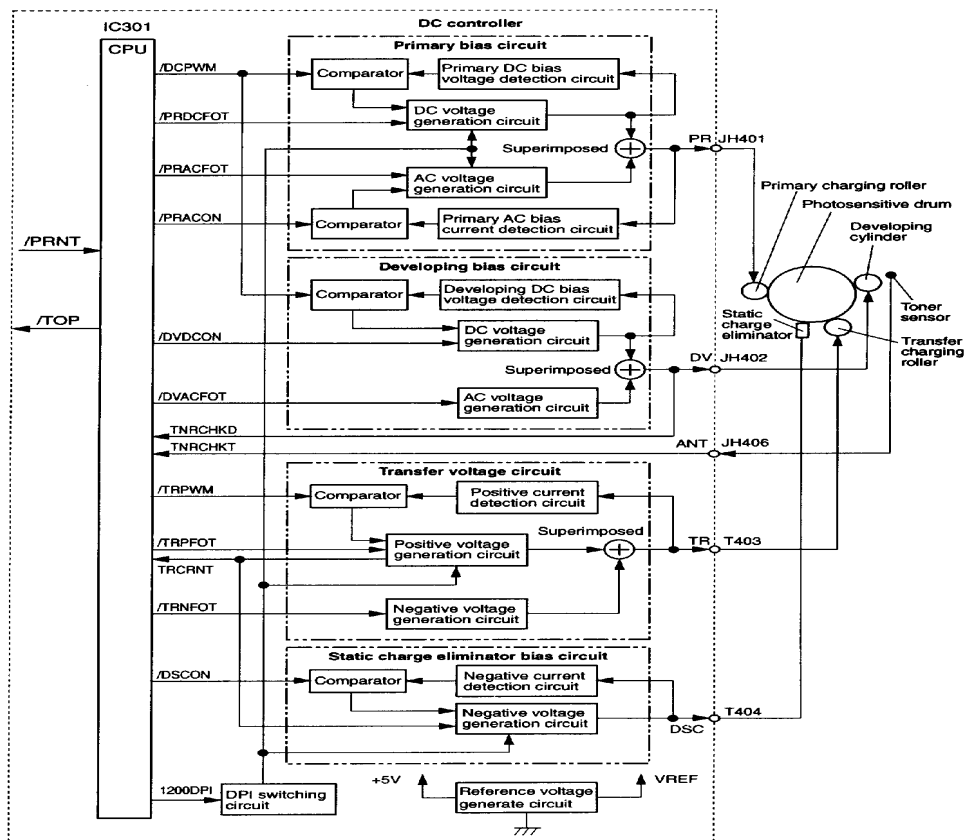 IC301
DC controller
CPU
Primary bias circuit
/DCPWM
Comparator
Primary DC bias
voltage detection circuit
/PRDCFOT
DC voltage
generation circuit
Superimposed
PR JH401
/PRACFOT
AC voltage
generation circuit
/PRACON
Comparator
Primary AC bias
current detection circuit
/PRNT
Primary charging roller
Photosensitive drum
Developing
cylinder
Toner
sensor
Static
charge
eliminator
Transfer
charging
roller
Developing bias circuit
Comparator
Developing DC bias
voltage detection circuit
/TOP
/DVDCON
DC voltage
generation circuit
Superimposed
DV JH402
/DVACFOT
AC voltage
generation circuit
TNRCHKD
TNRCHKT
ANT JH406
Transfer voltage circuit
/TRPWM
Comparator
Positive current
detection circuit
Superimposed
/TRPFOT
Positive voltage
generation circuit
TR T403
TRCRNT
/TRNFOT
Negative voltage
generation circuit
Static charge eliminator bias circuit
/DSCON
Comparator
Negative current
detection circuit
Negative voltage
generation circuit
DSC
T404
1200DPI
DPI switching
circuit
+5V
Reference voltage
generate circuit
VREF